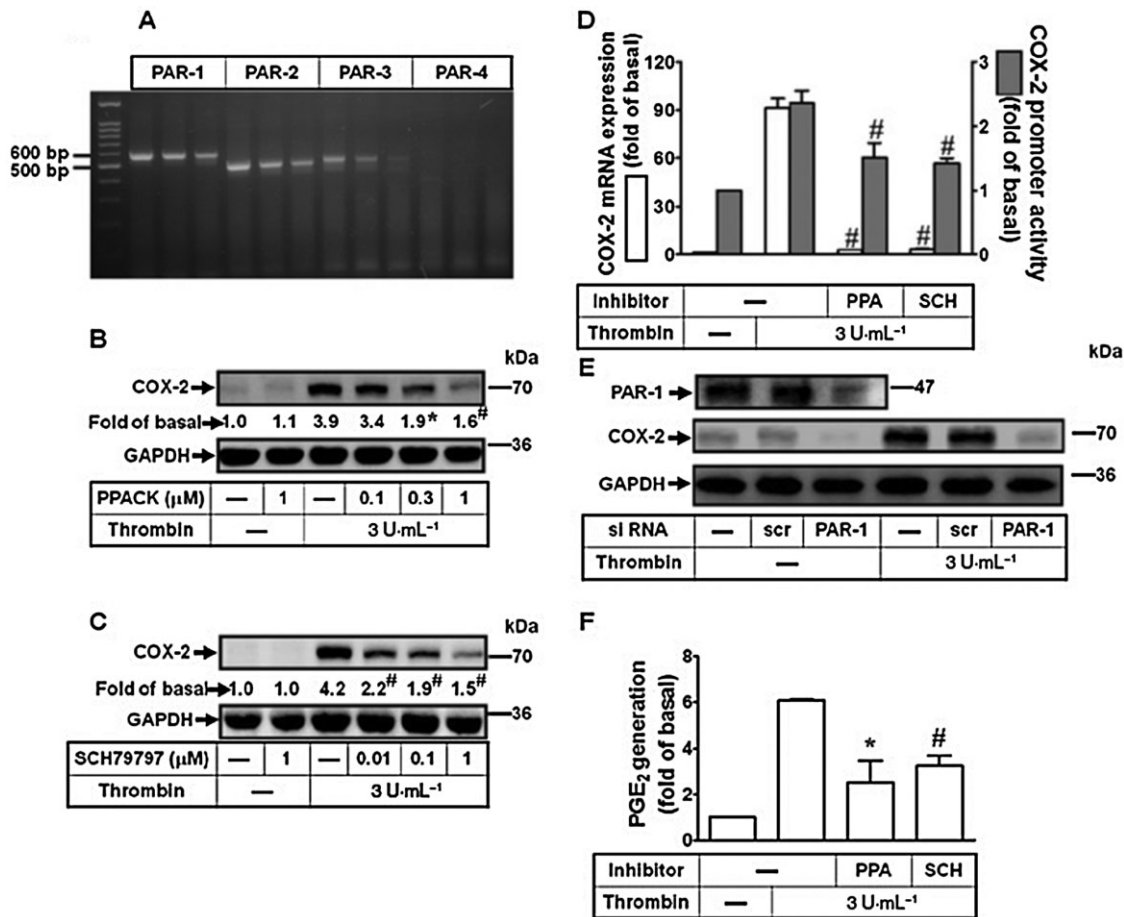 A
PAR-1 PAR-2 PAR-3 PAR-4
600 bp
500 bp
B
kDa
COX-2 70
Fold of basal 1.0 1.1 3.9 3.4 1.9* 1.6#
GAPDH 36
PPACK (μM) — 1 — 0.1 0.3 1
Thrombin — 3 U·mL⁻¹
C
kDa
COX-2 70
Fold of basal 1.0 1.0 4.2 2.2# 1.9# 1.5#
GAPDH 36
SCH79797 (μM) — 1 — 0.01 0.1 1
Thrombin — 3 U·mL⁻¹
D
COX-2 mRNA expression
(fold of basal)
120
90
60
30
0
# # # #
3
2
1
0
COX-2 promoter activity
(fold of basal)
Inhibitor — PPA SCH
Thrombin — 3 U·mL⁻¹
E
kDa
PAR-1 47
COX-2 70
GAPDH 36
si RNA — scr PAR-1 — scr PAR-1
Thrombin — 3 U·mL⁻¹
F
PGE₂ generation
(fold of basal)
8
6
4
2
0
* #
Inhibitor — PPA SCH
Thrombin — 3 U·mL⁻¹